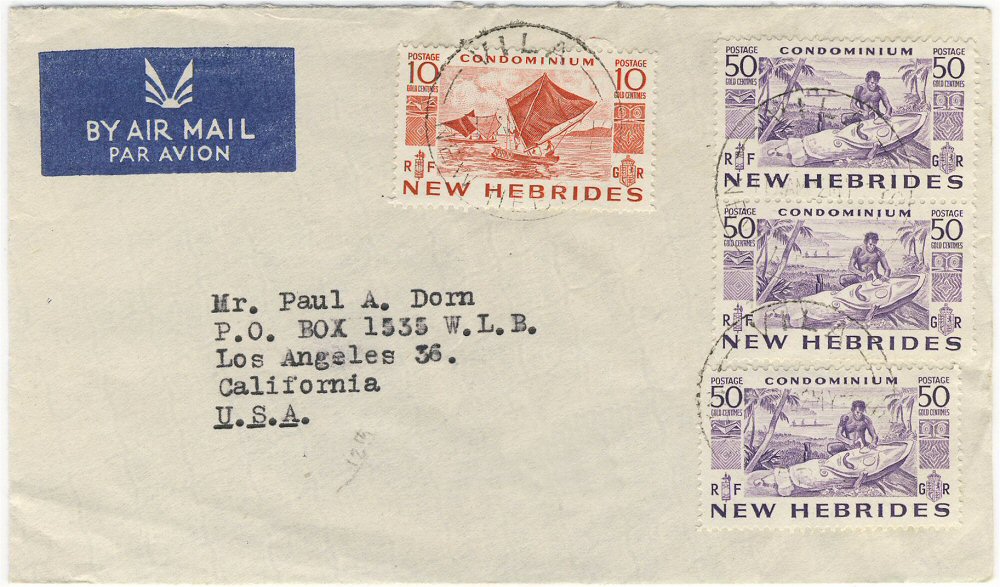 BY AIR MAIL
PAR AVION
POSTAGE CONDOMINIUM POSTAGE
10 10
GOLD CENTIMES GOLD CENTIMES
R F G R
NEW HEBRIDES
VILA
POSTAGE CONDOMINIUM POSTAGE
50 50
GOLD CENTIMES GOLD CENTIMES
R F G R
NEW HEBRIDES
POSTAGE CONDOMINIUM POSTAGE
50 50
GOLD CENTIMES GOLD CENTIMES
R F G R
NEW HEBRIDES
VILA
POSTAGE CONDOMINIUM POSTAGE
50 50
GOLD CENTIMES GOLD CENTIMES
R F G R
NEW HEBRIDES
Mr. Paul A. Dorn
P.O. BOX 1535 W.L.B.
Los Angeles 36.
California
U.S.A.